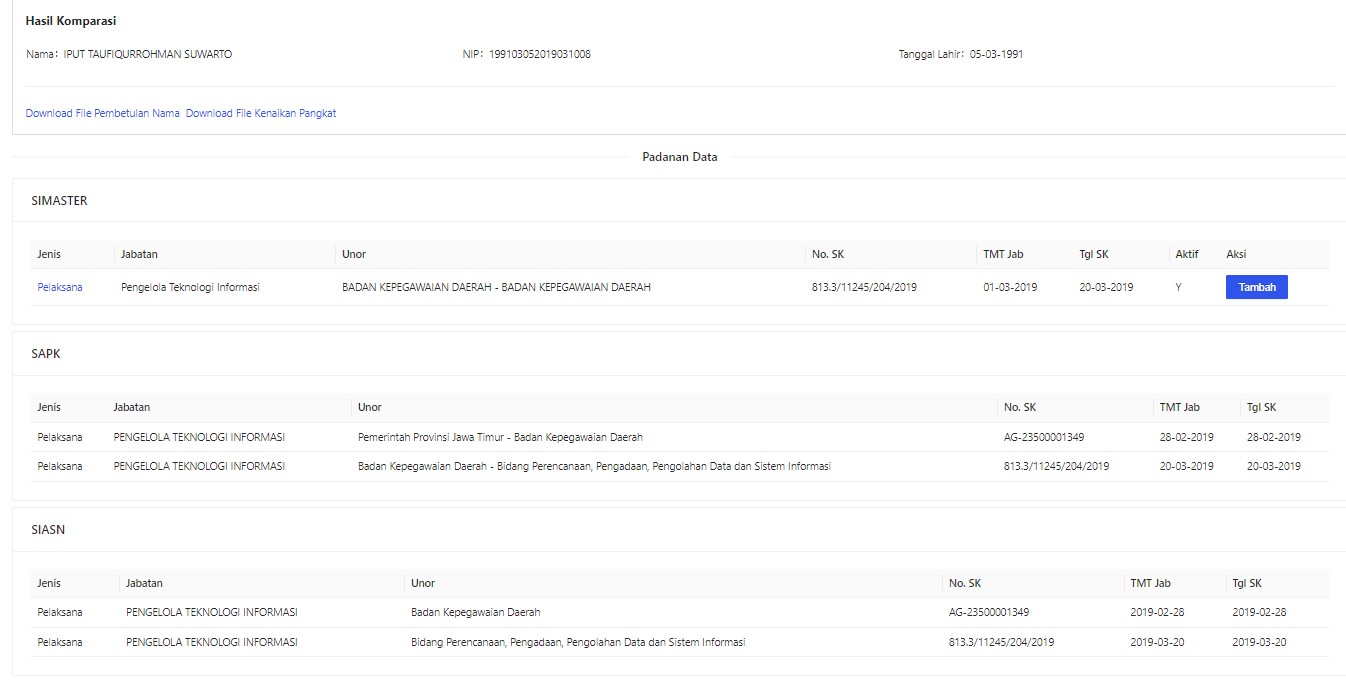 Hasil Komparasi
Nama: IPUT TAUFIQURROHMAN SUWARTO NIP: 199103052019031008 Tanggal Lahir: 05-03-1991
Download File Pembetulan Nama Download File Kenaikan Pangkat
Padanan Data
SIMASTER
Jenis Jabatan Unor No. SK TMT Jab Tgl SK Aktif Aksi
Pelaksana Pengelola Teknologi Informasi BADAN KEPEGAWAIAN DAERAH - BADAN KEPEGAWAIAN DAERAH 813.3/11245/204/2019 01-03-2019 20-03-2019 Y Tambah
SAPK
Jenis Jabatan Unor No. SK TMT Jab Tgl SK
Pelaksana PENGELOLA TEKNOLOGI INFORMASI Pemerintah Provinsi Jawa Timur - Badan Kepegawaian Daerah AG-23500001349 28-02-2019 28-02-2019
Pelaksana PENGELOLA TEKNOLOGI INFORMASI Badan Kepegawaian Daerah - Bidang Perencanaan, Pengadaan, Pengolahan Data dan Sistem Informasi 813.3/11245/204/2019 20-03-2019 20-03-2019
SIASN
Jenis Jabatan Unor No. SK TMT Jab Tgl SK
Pelaksana PENGELOLA TEKNOLOGI INFORMASI Badan Kepegawaian Daerah AG-23500001349 2019-02-28 2019-02-28
Pelaksana PENGELOLA TEKNOLOGI INFORMASI Bidang Perencanaan, Pengadaan, Pengolahan Data dan Sistem Informasi 813.3/11245/204/2019 2019-03-20 2019-03-20